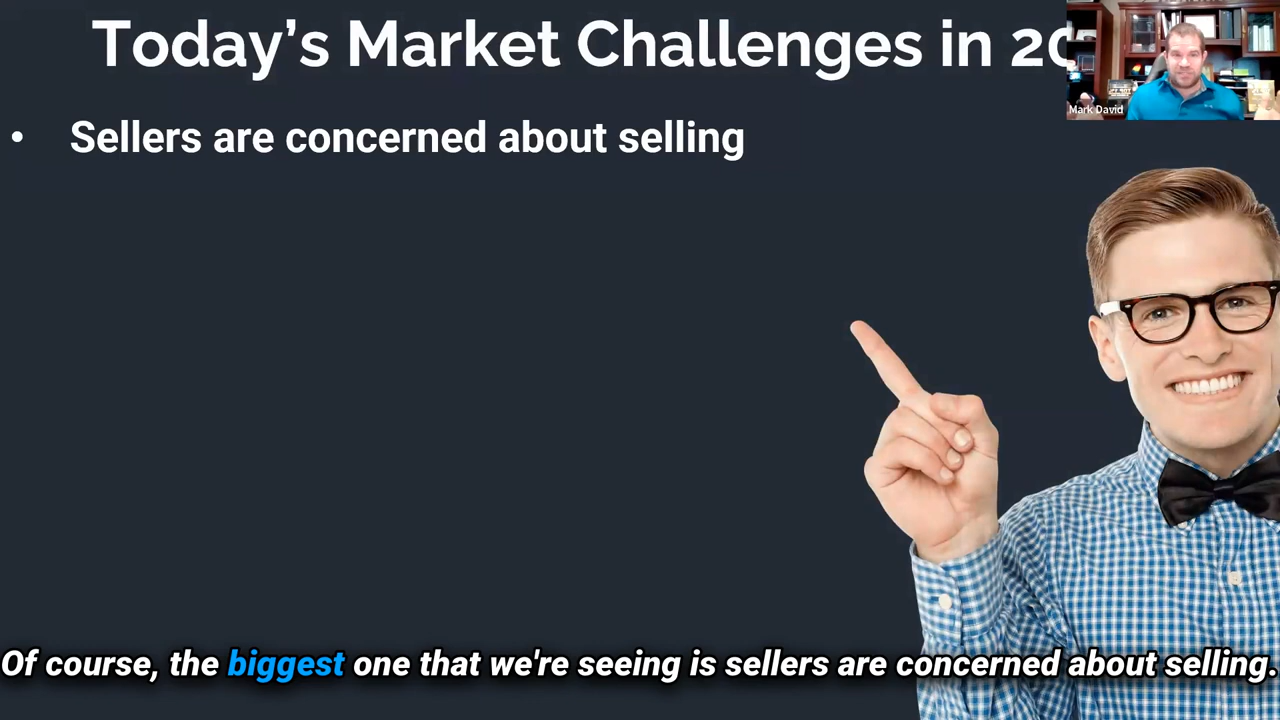 Today’s Market Challenges in 20
Mark David
• Sellers are concerned about selling
Of course, the biggest one that we're seeing is sellers are concerned about selling.